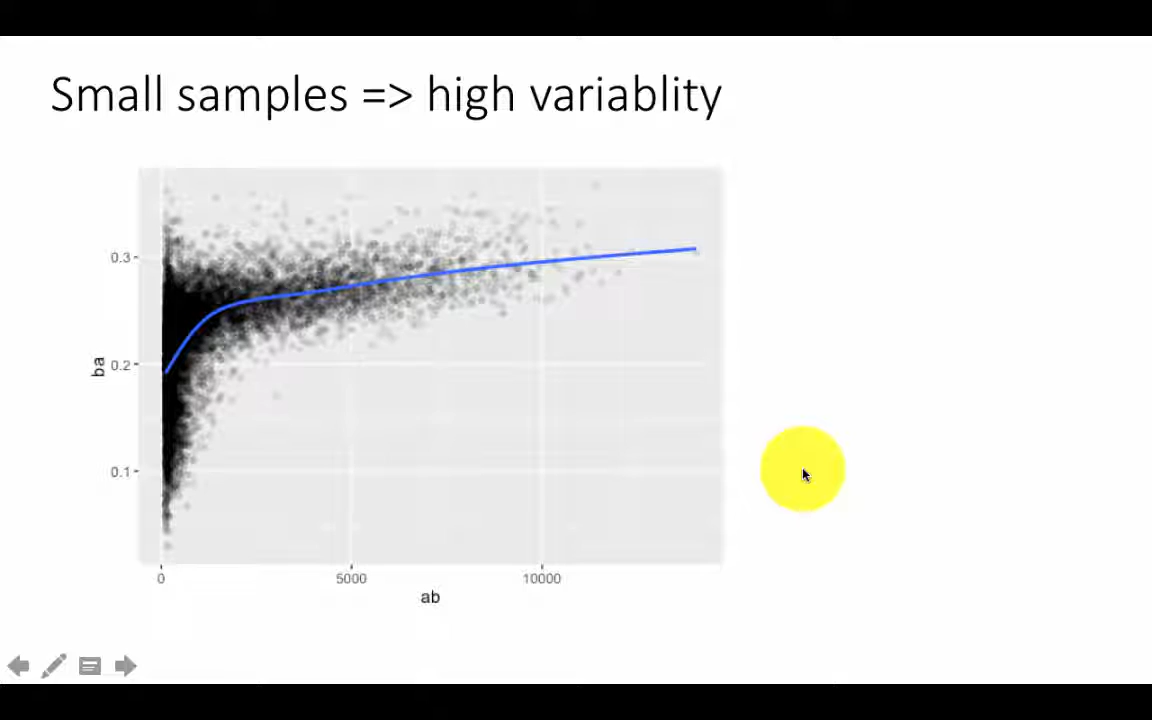 Small samples => high variablity
0.3
ba
0.2
0.1
0 5000 10000
ab